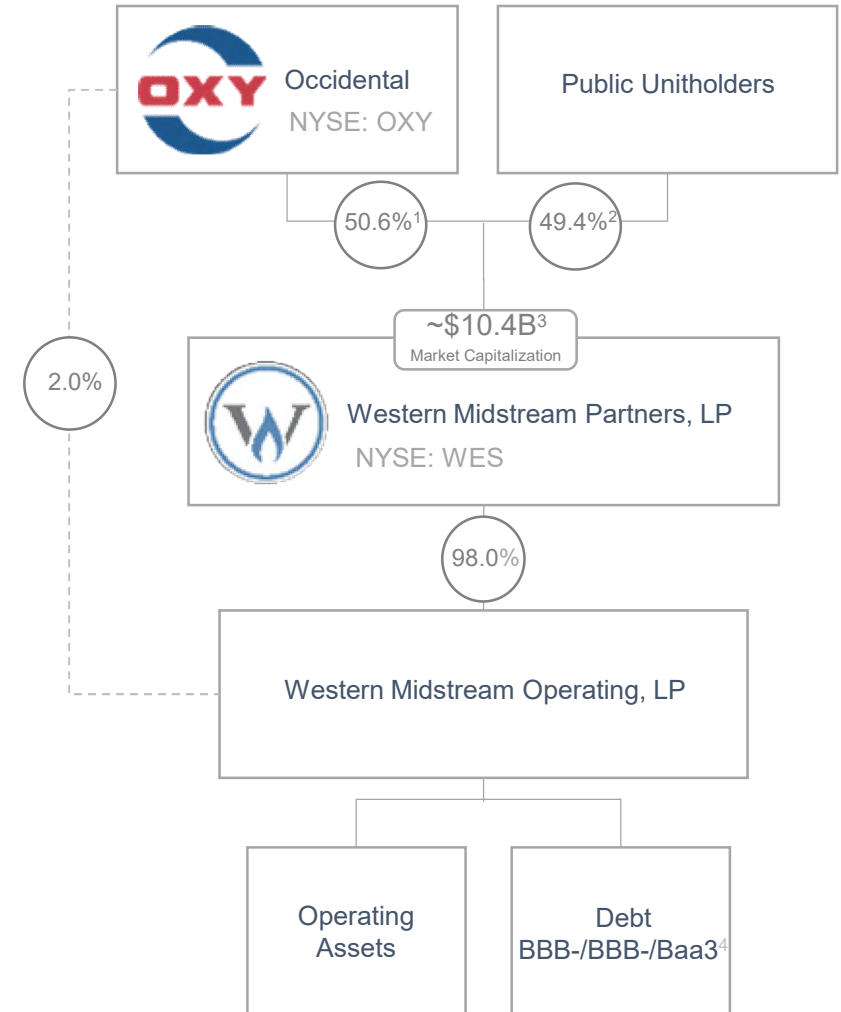 OXY
Occidental
NYSE: OXY
Public Unitholders
50.6%¹
49.4%²
~$10.4B³
Market Capitalization
2.0%
W
Western Midstream Partners, LP
NYSE: WES
98.0%
Western Midstream Operating, LP
Operating
Assets
Debt
BBB-/BBB-/Baa3⁴